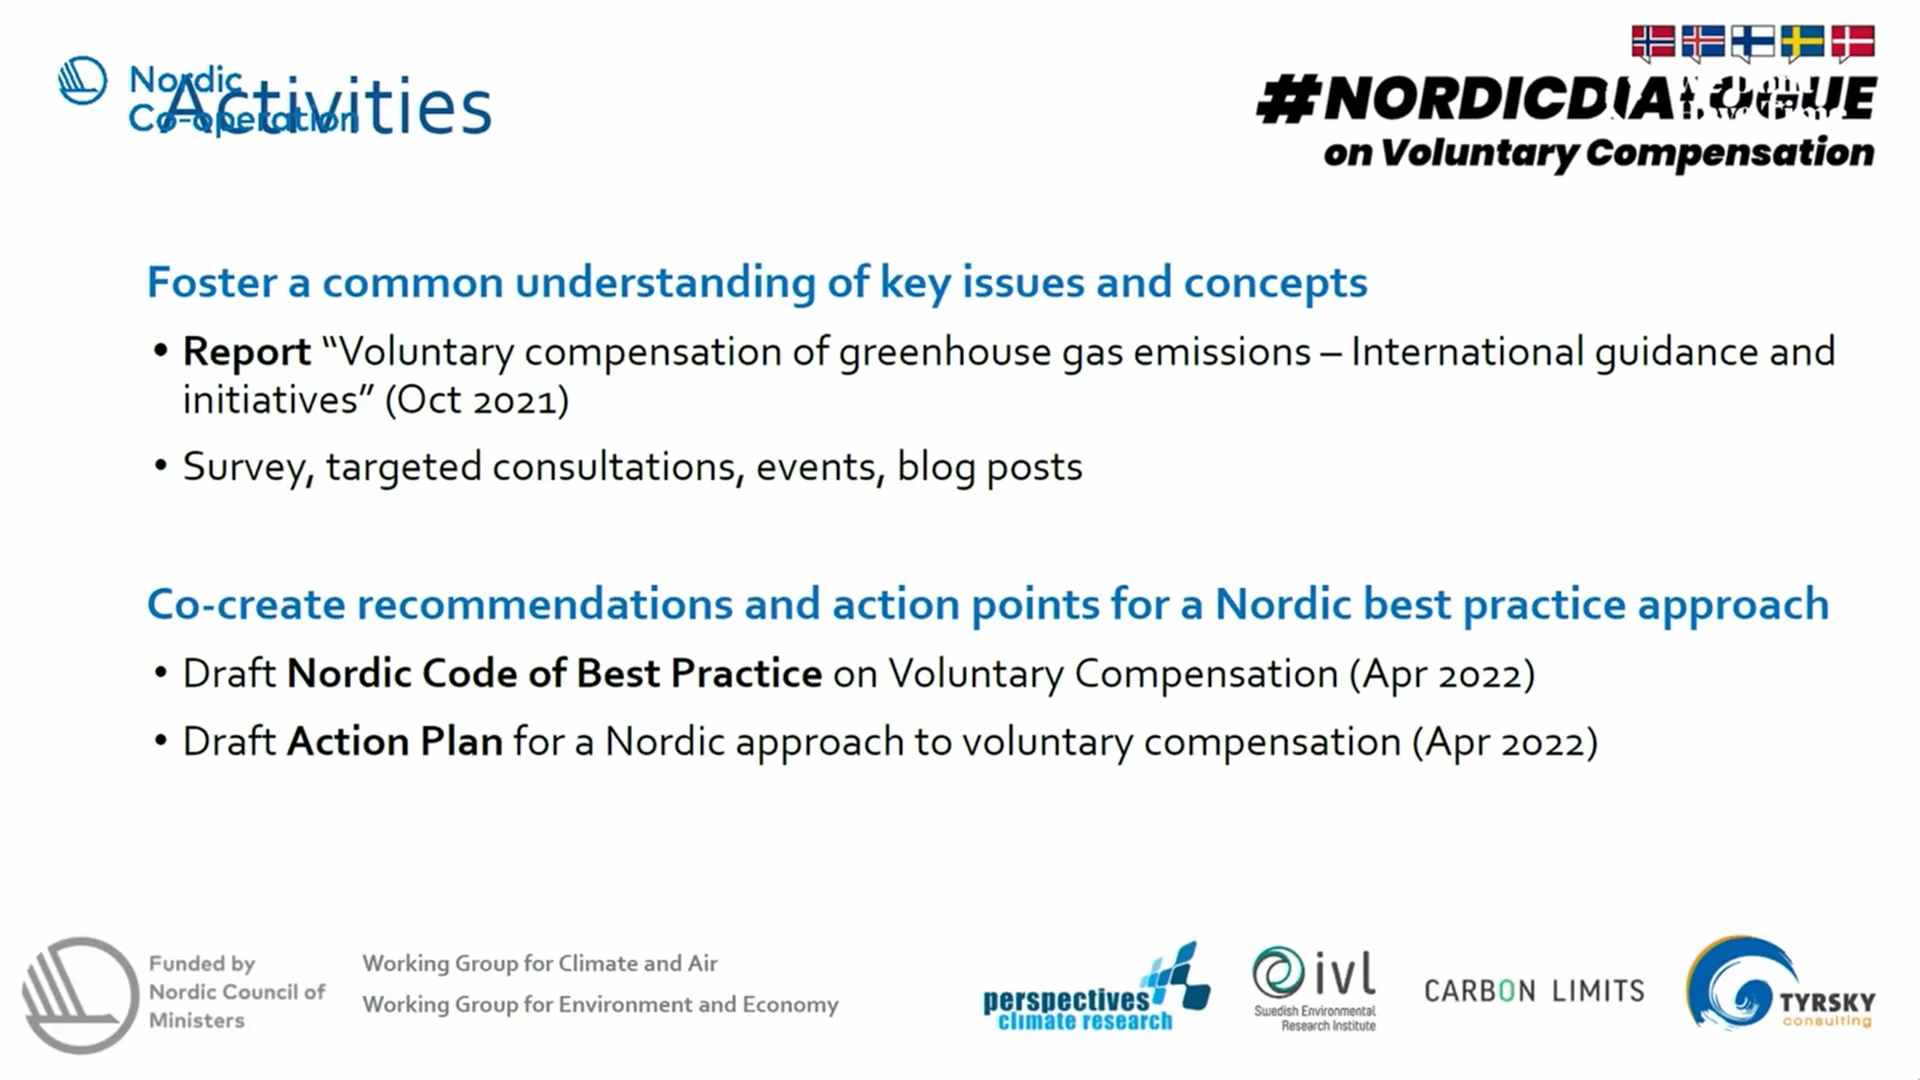 Nordic
Co-operation
Activities
#NORDICDIALOGUE
on Voluntary Compensation
Foster a common understanding of key issues and concepts
• Report “Voluntary compensation of greenhouse gas emissions – International guidance and
initiatives” (Oct 2021)
• Survey, targeted consultations, events, blog posts
Co-create recommendations and action points for a Nordic best practice approach
• Draft Nordic Code of Best Practice on Voluntary Compensation (Apr 2022)
• Draft Action Plan for a Nordic approach to voluntary compensation (Apr 2022)
Funded by
Nordic Council of
Ministers
Working Group for Climate and Air
Working Group for Environment and Economy
perspectives
climate research
ivl
Swedish Environmental
Research Institute
CARBON LIMITS
TYRSKY
consulting